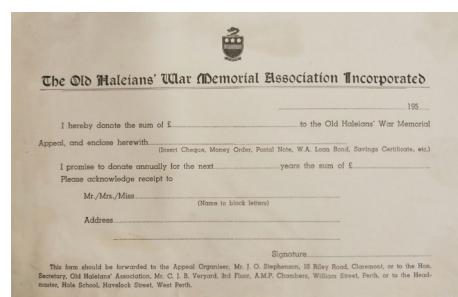 The Old Haleians' War Memorial Association Incorporated
195
I hereby donate the sum of £ to the Old Haleians' War Memorial
Appeal, and enclose herewith
(Insert Cheque, Money Order, Postal Note, W.A. Loan Bond, Savings Certificate, etc.)
I promise to donate annually for the next years the sum of £
Please acknowledge receipt to
Mr./Mrs./Miss
(Name in block letters)
Address
Signature
This form should be forwarded to the Appeal Organiser, Mr. J. O. Stephenson, 18 Riley Road, Claremont, or to the Hon.
Secretary, Old Haleians' Association, Mr. C. J. B. Veryard, 3rd Floor, A.M.P. Chambers, William Street, Perth, or to the Head-
master, Hale School, Havelock Street, West Perth.